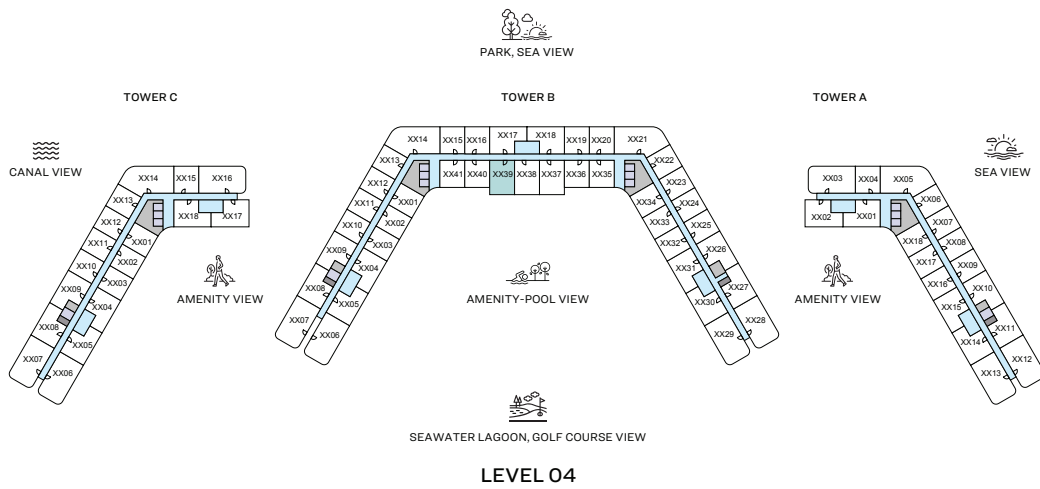 PARK, SEA VIEW
TOWER C
TOWER B
TOWER A
CANAL VIEW
SEA VIEW
XX14
XX15
XX16
XX13
XX18
XX17
XX12
XX01
XX11
XX02
XX10
XX03
XX09
XX04
XX08
XX05
XX07
XX06
XX14
XX15
XX16
XX17
XX18
XX19
XX20
XX21
XX13
XX41
XX40
XX39
XX38
XX37
XX36
XX35
XX22
XX12
XX01
XX34
XX23
XX11
XX02
XX33
XX24
XX10
XX03
XX32
XX25
XX09
XX04
XX31
XX26
XX08
XX05
XX30
XX27
XX07
XX06
XX29
XX28
XX03
XX04
XX05
XX02
XX01
XX06
XX18
XX07
XX17
XX08
XX16
XX09
XX15
XX10
XX14
XX11
XX13
XX12
AMENITY VIEW
AMENITY-POOL VIEW
AMENITY VIEW
SEAWATER LAGOON, GOLF COURSE VIEW
LEVEL 04